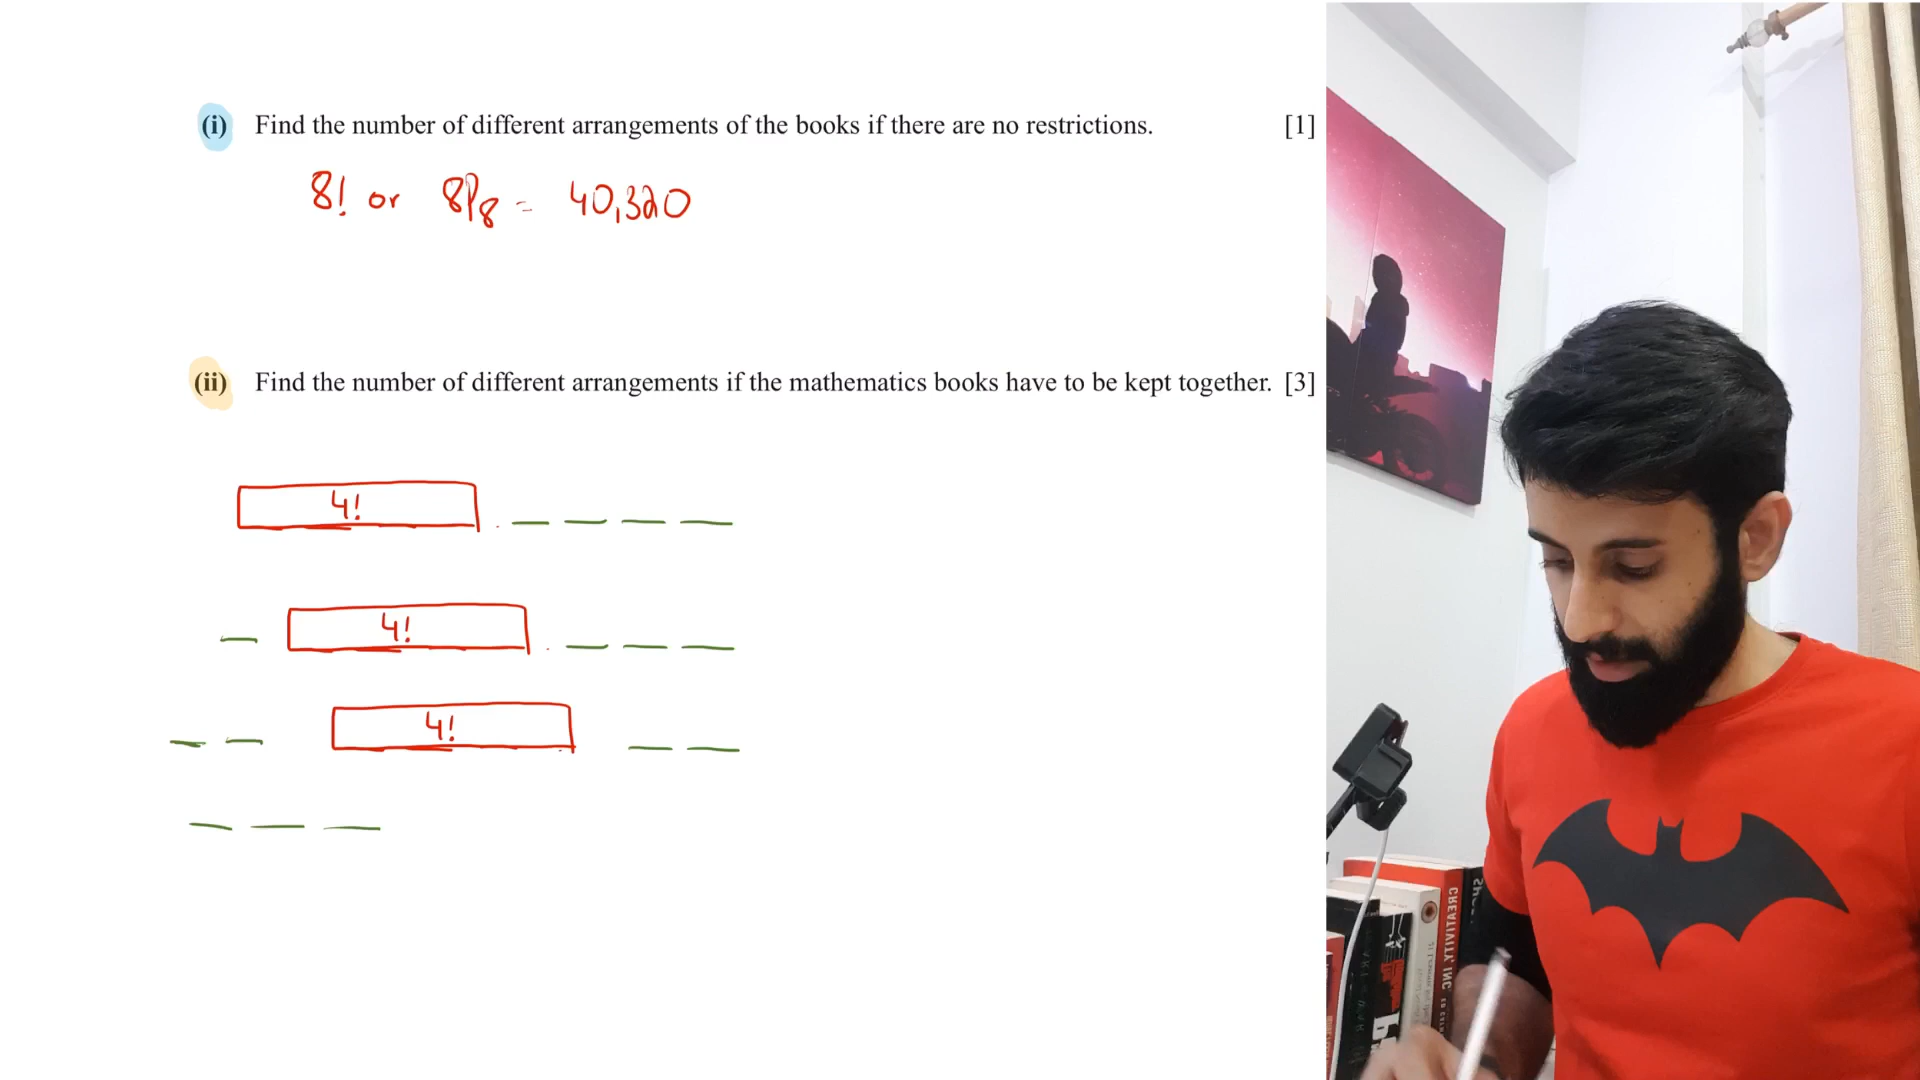 (i) Find the number of different arrangements of the books if there are no restrictions. [1]
8! or 8P8 = 40,320
(ii) Find the number of different arrangements if the mathematics books have to be kept together. [3]
4!
4!
4!
CREATIVITY, INC